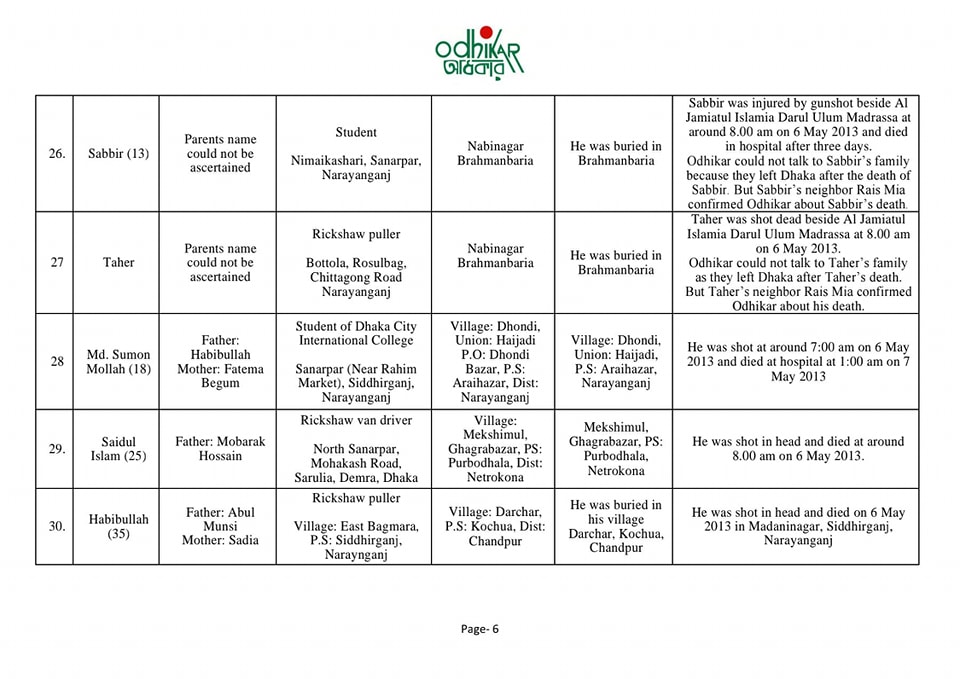 ODHIKAR
অধিকার
26.
Sabbir (13)
Parents name
could not be
ascertained
Student
Nimaikashari, Sanarpar,
Narayanganj
Nabinagar
Brahmanbaria
He was buried in
Brahmanbaria
Sabbir was injured by gunshot beside Al
Jamiatul Islamia Darul Ulum Madrassa at
around 8.00 am on 6 May 2013 and died
in hospital after three days.
Odhikar could not talk to Sabbir's family
because they left Dhaka after the death of
Sabbir. But Sabbir's neighbor Rais Mia
confirmed Odhikar about Sabbir's death.
27
Taher
Parents name
could not be
ascertained
Rickshaw puller
Bottola, Rosulbag,
Chittagong Road
Narayanganj
Nabinagar
Brahmanbaria
He was buried in
Brahmanbaria
Taher was shot dead beside Al Jamiatul
Islamia Darul Ulum Madrassa at 8.00 am
on 6 May 2013.
Odhikar could not talk to Taher's family
as they left Dhaka after Taher's death.
But Taher's neighbor Rais Mia confirmed
Odhikar about his death.
28
Md. Sumon
Mollah (18)
Father:
Habibullah
Mother: Fatema
Begum
Student of Dhaka City
International College
Sanarpar (Near Rahim
Market), Siddhirganj,
Narayanganj
Village: Dhondi,
Union: Haijadi
P.O: Dhondi
Bazar, P.S:
Araihazar, Dist:
Narayanganj
Village: Dhondi,
Union: Haijadi,
P.S: Araihazar,
Narayanganj
He was shot at around 7:00 am on 6 May
2013 and died at hospital at 1:00 am on 7
May 2013
29.
Saidul
Islam (25)
Father: Mobarak
Hossain
Rickshaw van driver
North Sanarpar,
Mohakash Road,
Sarulia, Demra, Dhaka
Village:
Mekshimul,
Ghagrabazar, PS:
Purbodhala, Dist:
Netrokona
Mekshimul,
Ghagrabazar, PS:
Purbodhala,
Netrokona
He was shot in head and died at around
8.00 am on 6 May 2013.
30.
Habibullah
(35)
Father: Abul
Munsi
Mother: Sadia
Rickshaw puller
Village: East Bagmara,
P.S: Siddhirganj,
Naraynganj
Village: Darchar,
P.S: Kochua, Dist:
Chandpur
He was buried in
his village
Darchar, Kochua,
Chandpur
He was shot in head and died on 6 May
2013 in Madaninagar, Siddhirganj,
Narayanganj
Page- 6